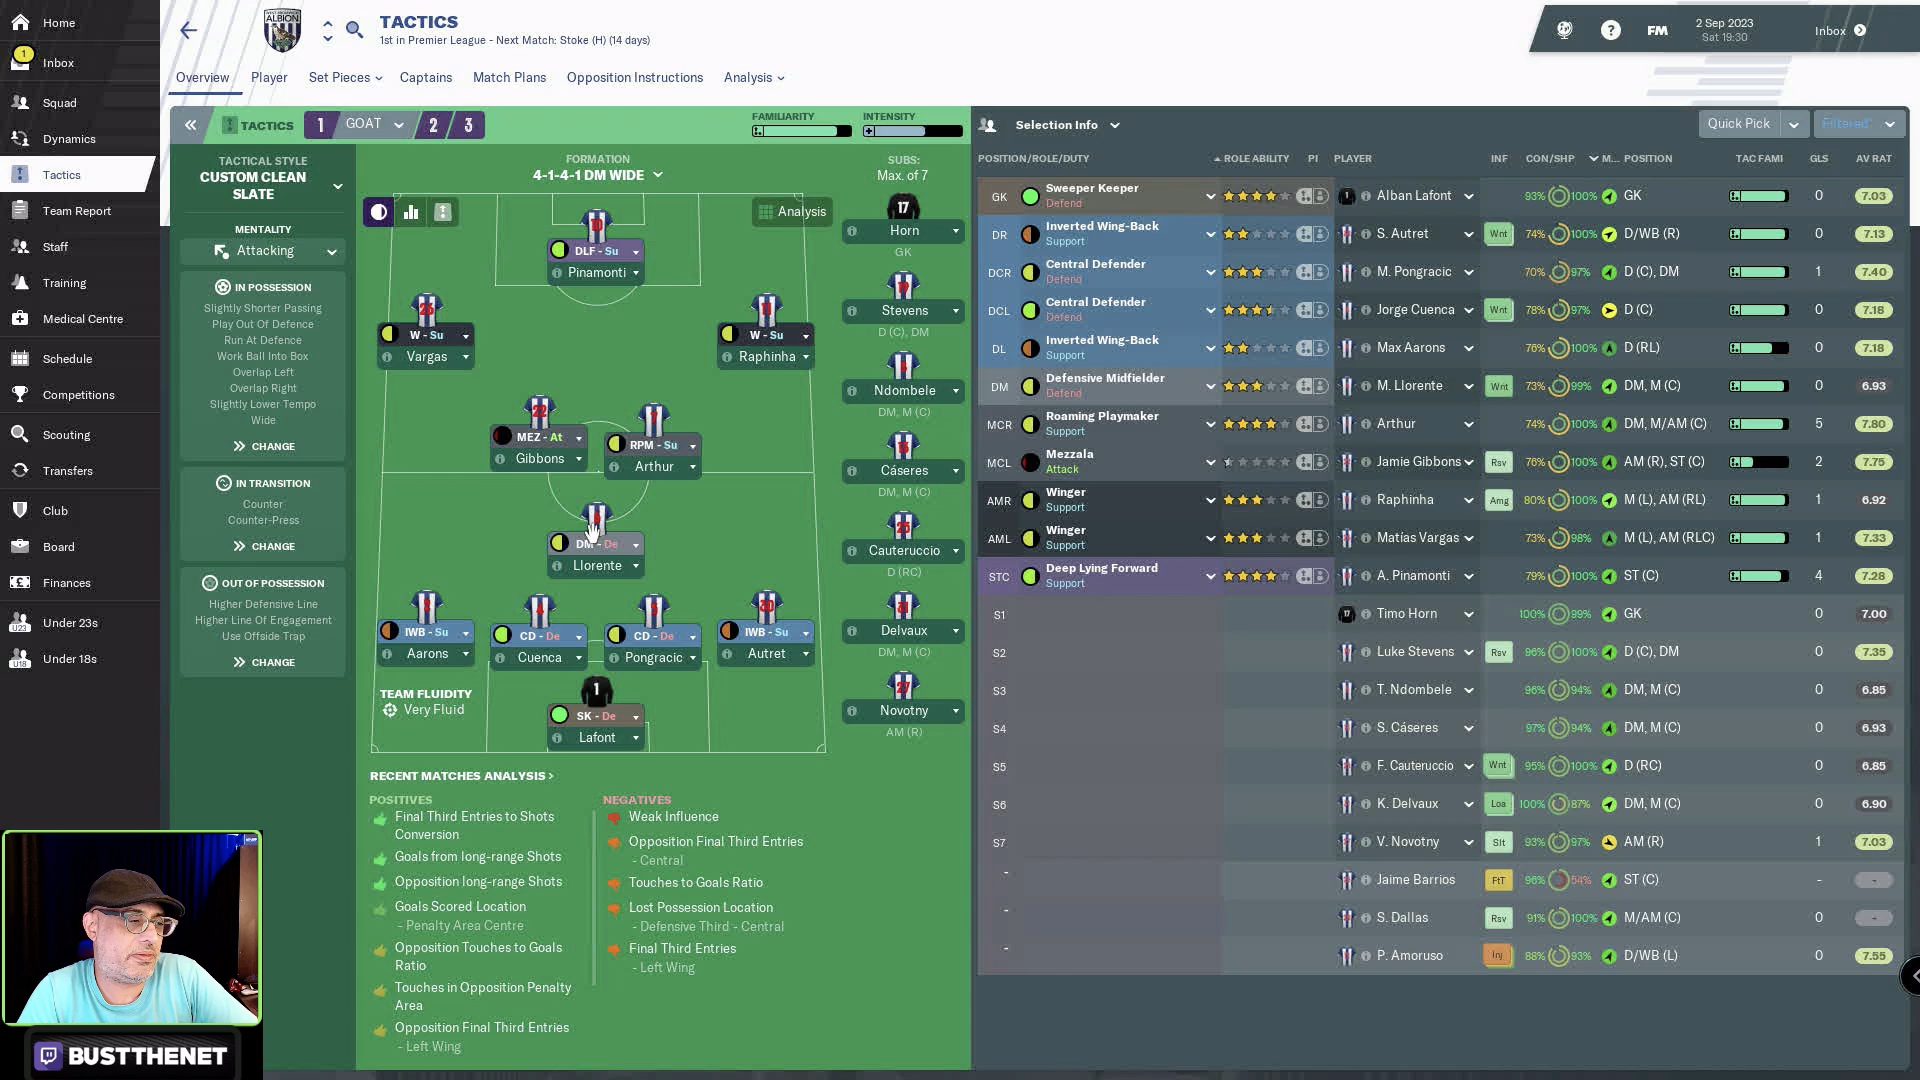 Home
1
Inbox
Squad
Dynamics
Tactics
Team Report
Staff
Training
Medical Centre
Schedule
Competitions
Scouting
Transfers
Club
Board
Finances
U23
Under 23s
U18
Under 18s
TACTICS
1st in Premier League - Next Match: Stoke (H) (14 days)
FM
2 Sep 2023
Sat 19:30
Inbox
Overview
Player
Set Pieces
Captains
Match Plans
Opposition Instructions
Analysis
TACTICS
1 GOAT 2 3
FAMILIARITY
INTENSITY
TACTICAL STYLE
CUSTOM CLEAN
SLATE
MENTALITY
Attacking
IN POSSESSION
Slightly Shorter Passing
Play Out Of Defence
Run At Defence
Work Ball Into Box
Overlap Left
Overlap Right
Slightly Lower Tempo
Wide
CHANGE
IN TRANSITION
Counter
Counter-Press
CHANGE
OUT OF POSSESSION
Higher Defensive Line
Higher Line Of Engagement
Use Offside Trap
CHANGE
FORMATION
4-1-4-1 DM WIDE
Analysis
DLF - Su
Pinamonti
26
W - Su
Vargas
11
W - Su
Raphinha
22
MEZ - At
Gibbons
RPM - Su
Arthur
DM - De
Llorente
IWB - Su
Aarons
4
CD - De
Cuenca
5
CD - De
Pongracic
30
IWB - Su
Autret
TEAM FLUIDITY
Very Fluid
1
SK - De
Lafont
SUBS:
Max. of 7
17
Horn
GK
Stevens
D (C), DM
Ndombele
DM, M (C)
Cáseres
DM, M (C)
Cauteruccio
D (RC)
Delvaux
DM, M (C)
27
Novotny
AM (R)
RECENT MATCHES ANALYSIS >
POSITIVES
Final Third Entries to Shots
Conversion
Goals from long-range Shots
Opposition long-range Shots
Goals Scored Location
- Penalty Area Centre
Opposition Touches to Goals
Ratio
Touches in Opposition Penalty
Area
Opposition Final Third Entries
- Left Wing
NEGATIVES
Weak Influence
Opposition Final Third Entries
- Central
Touches to Goals Ratio
Lost Possession Location
- Defensive Third - Central
Final Third Entries
- Left Wing
Selection Info
Quick Pick
Filtered
POSITION/ROLE/DUTY ROLE ABILITY PI PLAYER INF CON/SHP M... POSITION TAC FAMI GLS AV RAT
GK Sweeper Keeper Defend Alban Lafont 93% 100% GK 0 7.03
DR Inverted Wing-Back Support S. Autret Wnt 74% 100% D/WB (R) 0 7.13
DCR Central Defender Defend M. Pongracic 70% 97% D (C), DM 1 7.40
DCL Central Defender Defend Jorge Cuenca Wnt 78% 97% D (C) 0 7.18
DL Inverted Wing-Back Support Max Aarons 76% 100% D (RL) 0 7.18
DM Defensive Midfielder Defend M. Llorente Wnt 73% 99% DM, M (C) 0 6.93
MCR Roaming Playmaker Support Arthur 74% 100% DM, M/AM (C) 5 7.80
MCL Mezzala Attack Jamie Gibbons Rsv 76% 100% AM (R), ST (C) 2 7.75
AMR Winger Support Raphinha Amg 80% 100% M (L), AM (RL) 1 6.92
AML Winger Support Matías Vargas 73% 98% M (L), AM (RLC) 1 7.33
STC Deep Lying Forward Support A. Pinamonti 79% 100% ST (C) 4 7.28
S1 17 Timo Horn 100% 99% GK 0 7.00
S2 Luke Stevens Rsv 96% 100% D (C), DM 0 7.35
S3 T. Ndombele 96% 94% DM, M (C) 0 6.85
S4 S. Cáseres 97% 94% DM, M (C) 0 6.93
S5 F. Cauteruccio Wnt 95% 100% D (RC) 0 6.85
S6 K. Delvaux Loa 100% 87% DM, M (C) 0 6.90
S7 V. Novotny Slt 93% 97% AM (R) 1 7.03
- Jaime Barrios FtT 96% 54% ST (C) - -
- S. Dallas Rsv 91% 100% M/AM (C) 0 -
- P. Amoruso Inj 88% 93% D/WB (L) 0 7.55
BUSTTHENET